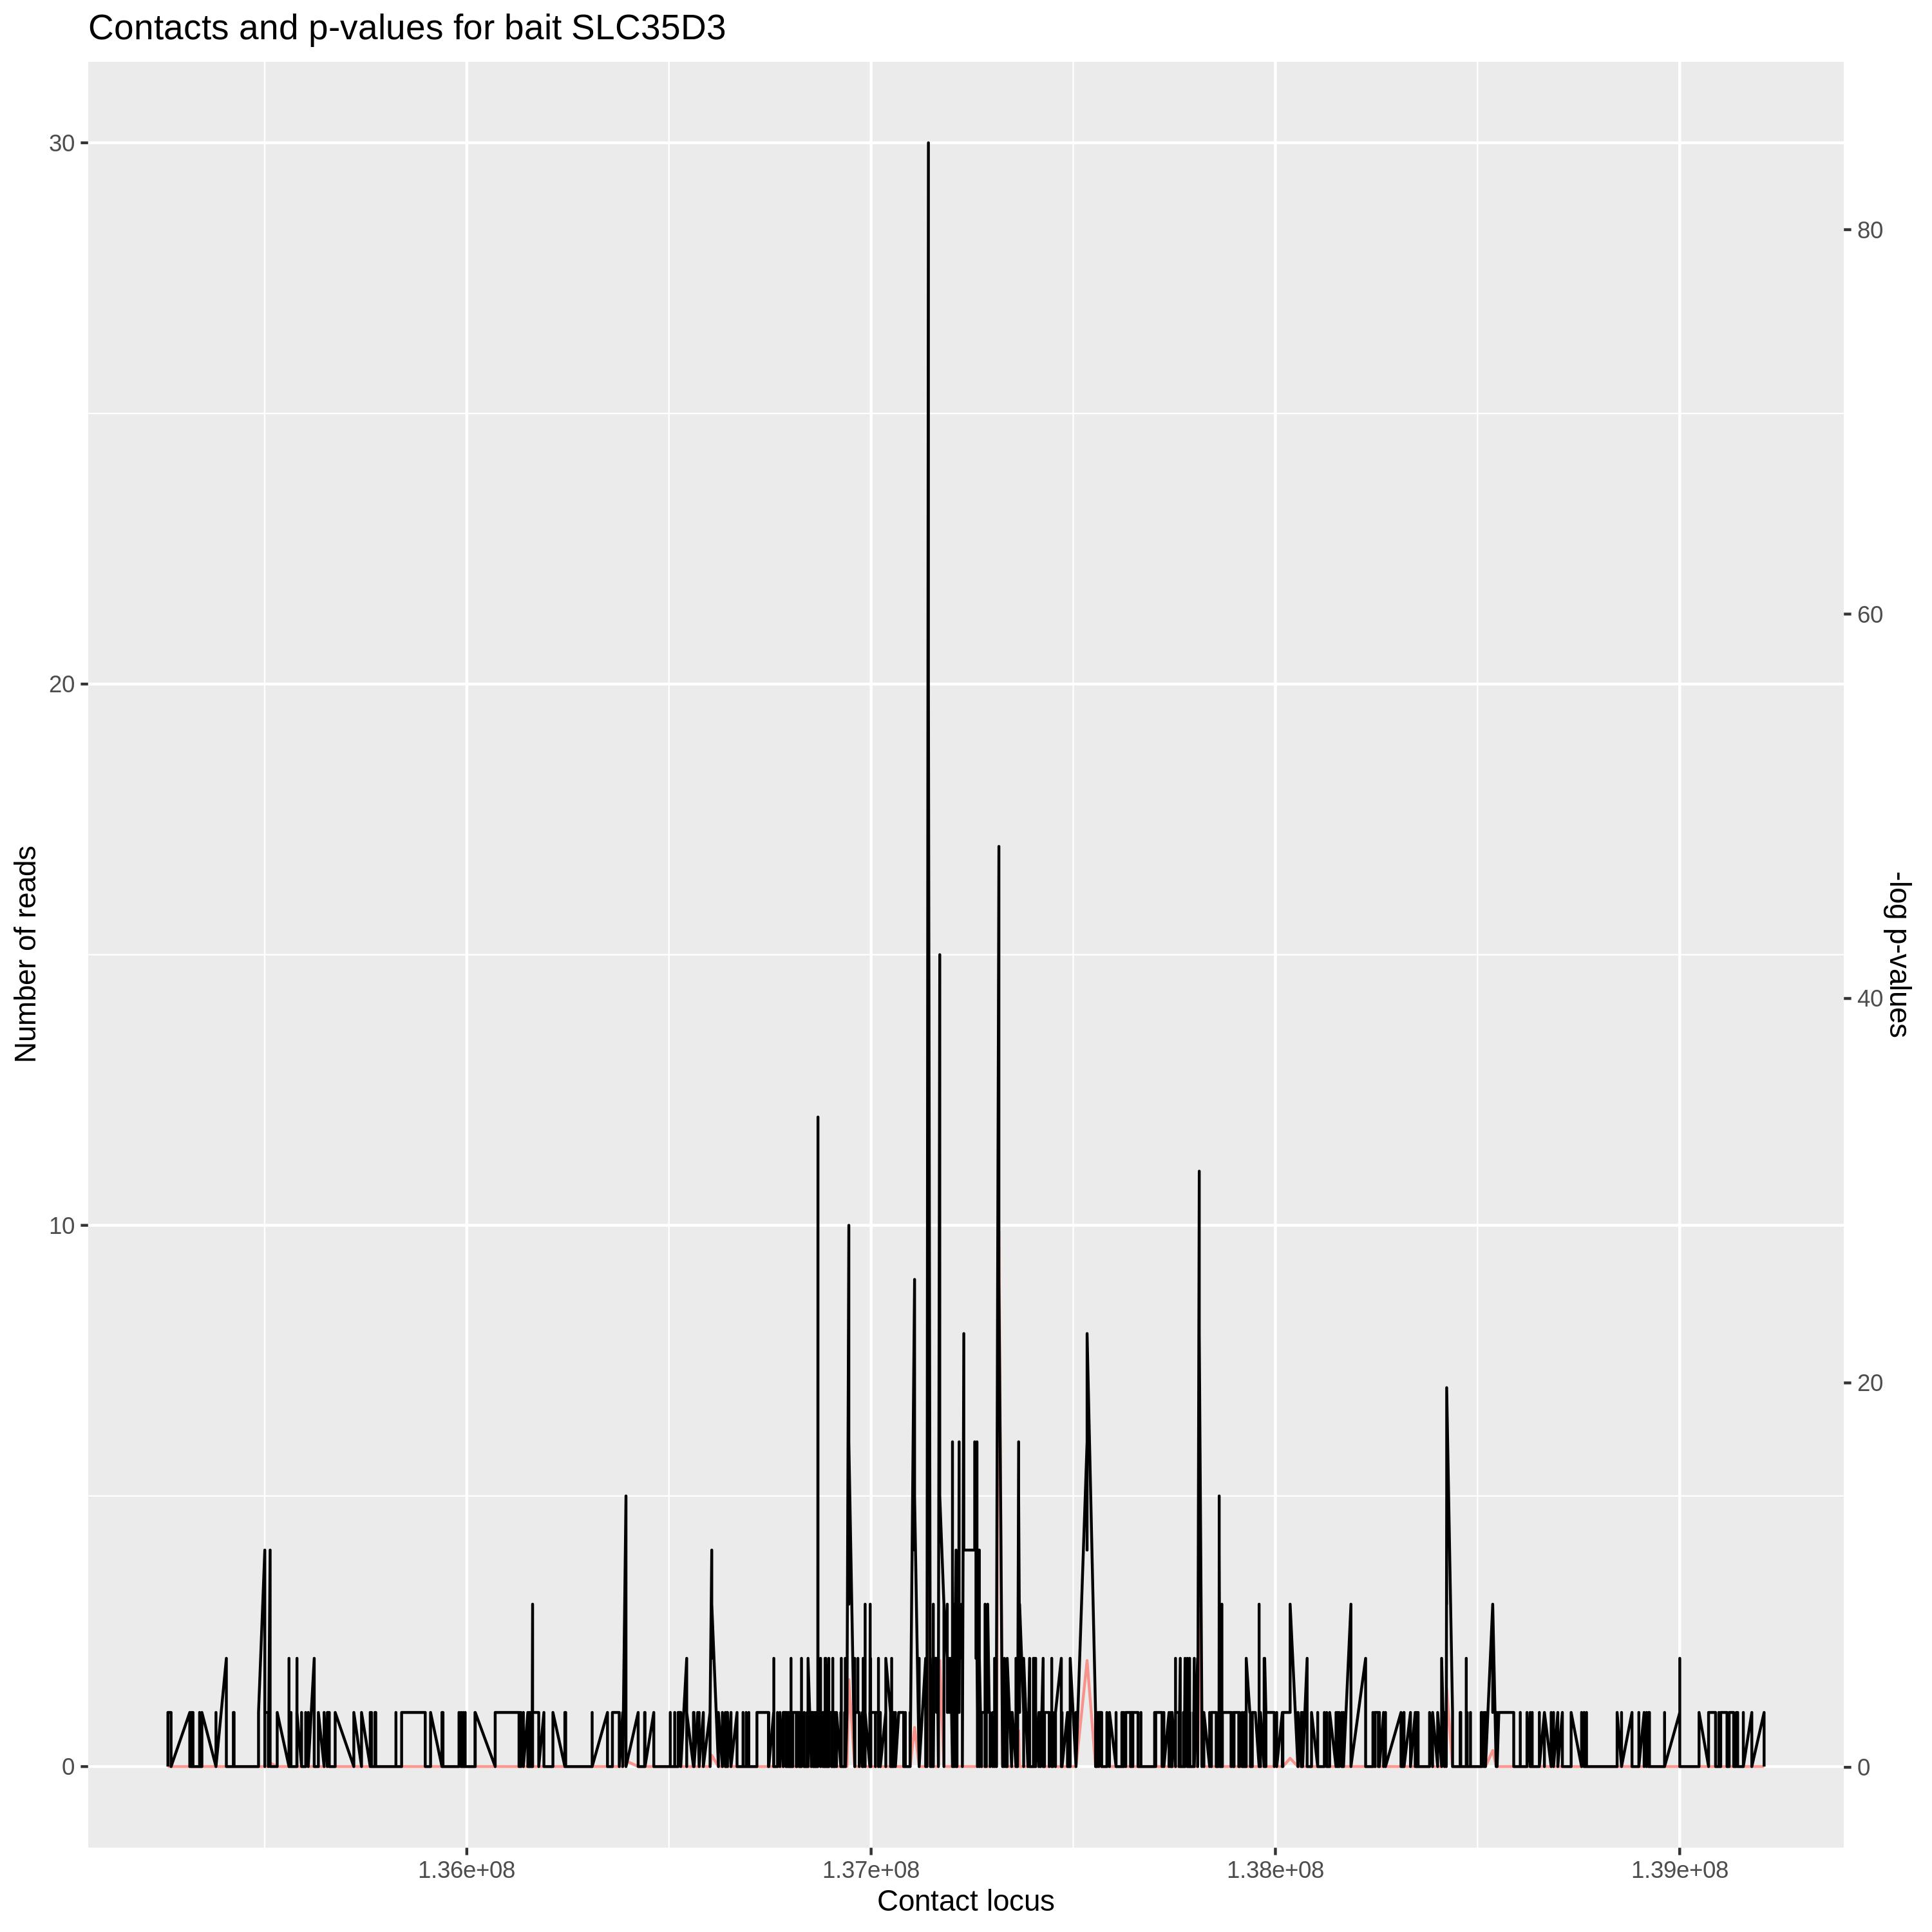 Contacts and p-values for bait SLC35D3
30
20
10
0
Number of reads
80
60
40
20
0
-log p-values
1.36e+08
1.37e+08
1.38e+08
1.39e+08
Contact locus